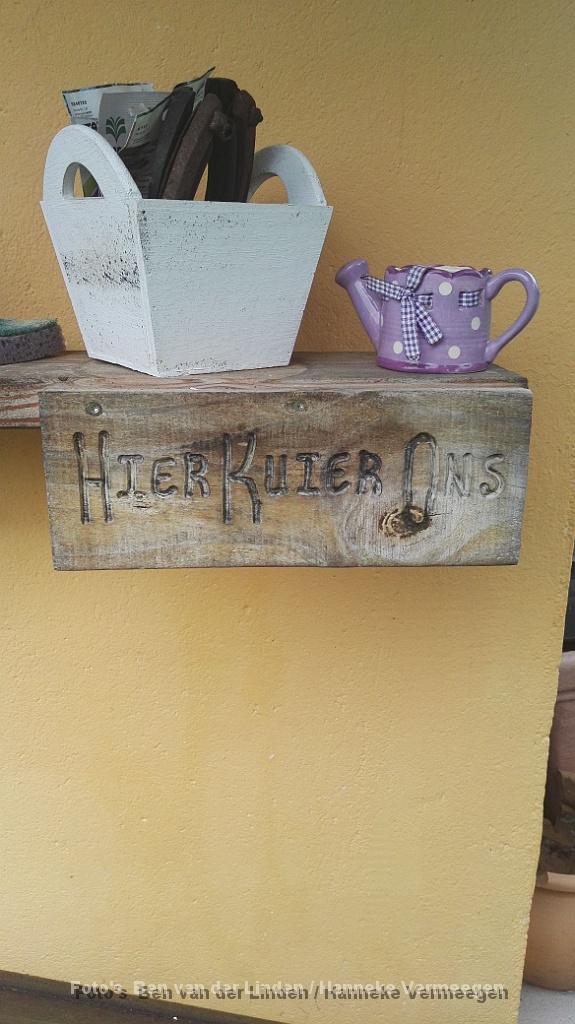 HIER KUIER ONS
Foto's Ben van der Linden / Hanneke Vermeegen